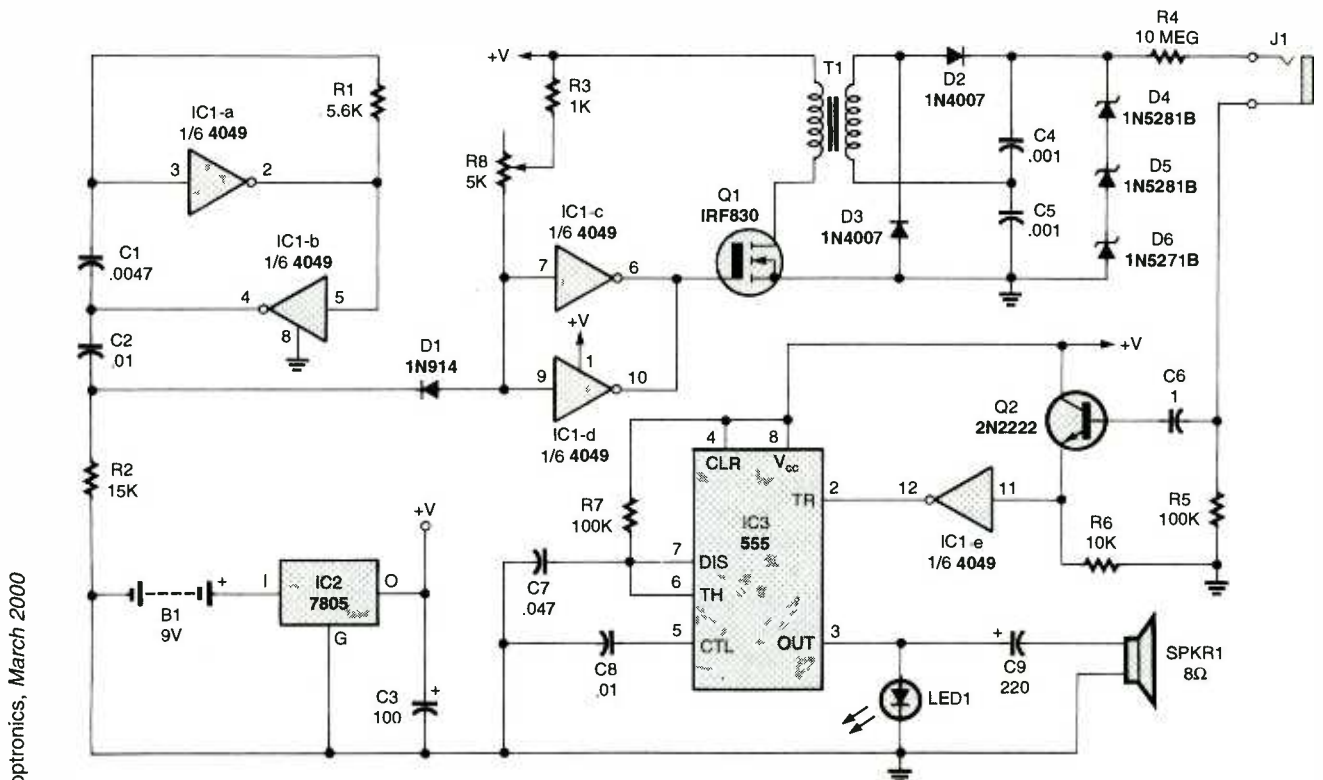 R4
10 MEG
J1
+V
T1
D2
1N4007
R3
1K
R1
5.6K
IC1-a
1/6 4049
3
2
D4
1N5281B
C4
.001
R8
5K
D5
1N5281B
Q1
IRF830
D3
1N4007
C5
.001
D6
1N5271B
IC1-c
1/6 4049
7
6
C1
.0047
IC1-b
1/6 4049
4
5
8
+V
1
C2
.01
D1
1N914
9
10
IC1-d
1/6 4049
+V
Q2
2N2222
C6
1
4
8
CLR
Vcc
R2
15K
R7
100K
TR
2
12
11
IC3
555
IC1-e
1/6 4049
R5
100K
R6
10K
+V
7
DIS
6
TH
C7
.047
I
IC2
7805
O
G
+
B1
9V
5
CTL
OUT
3
C8
.01
+
C9
220
SPKR1
8Ω
C3
100
+
LED1
optronics, March 2000